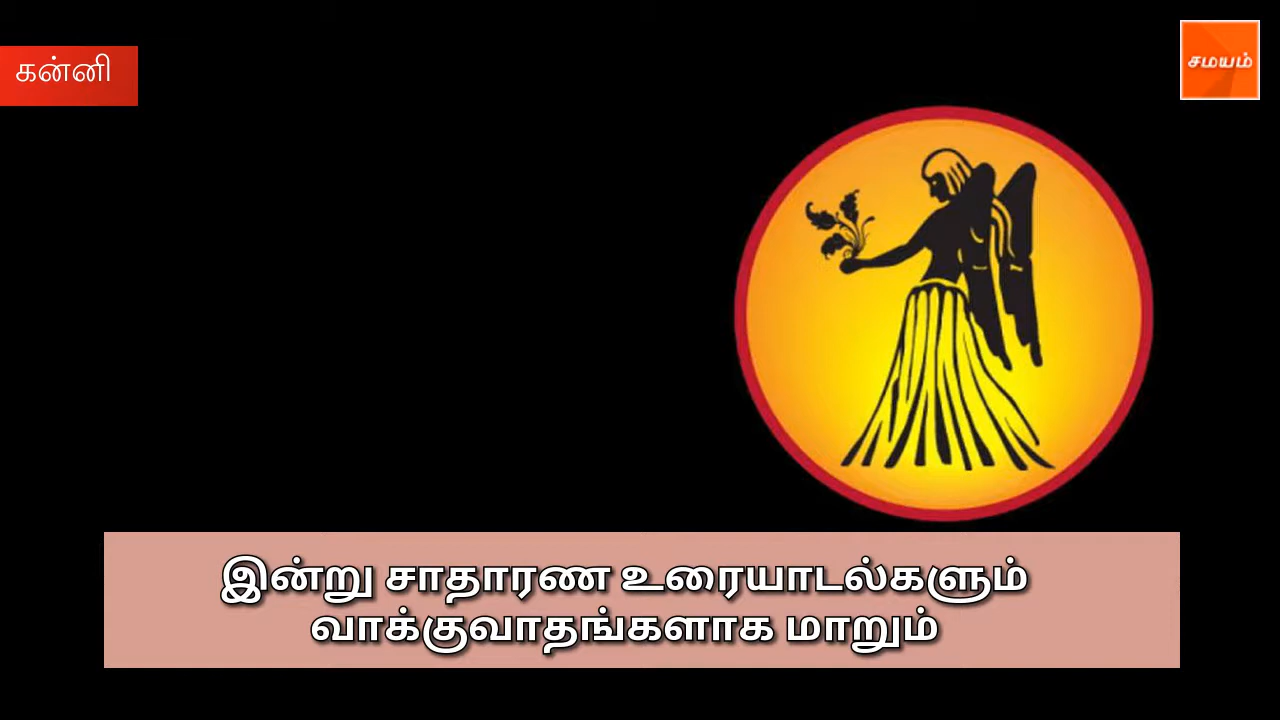 கன்னி
சமயம்
இன்று சாதாரண உரையாடல்களும்
வாக்குவாதங்களாக மாறும்